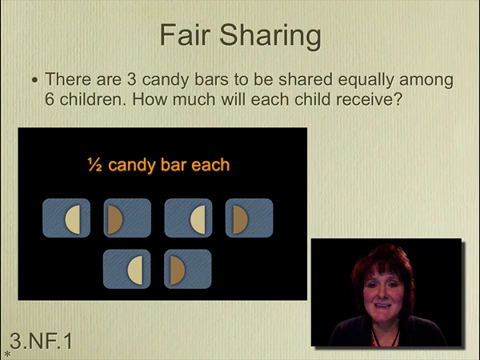 Fair Sharing
• There are 3 candy bars to be shared equally among
6 children. How much will each child receive?
½ candy bar each
3.NF.1
*